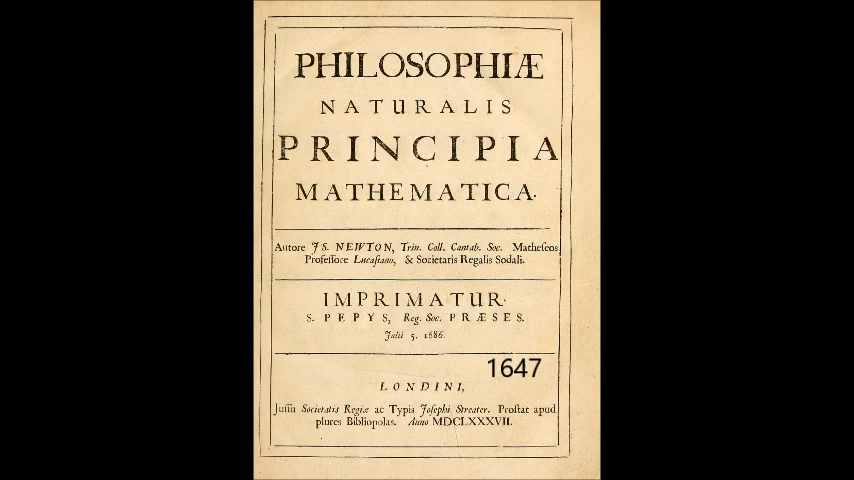 PHILOSOPHIÆ
NATURALIS
PRINCIPIA
MATHEMATICA.
Autore JS. NEWTON, Trin. Coll. Cantab. Soc. Matheſeos
Profeſſore Lucaſiano, & Societatis Regalis Sodali.
IMPRIMATUR.
S. PEPYS, Reg. Soc. PRÆSES.
Julii 5. 1686.
1647
LONDINI,
Juſſu Societatis Regiæ ac Typis Joſephi Streater. Proſtat apud
plures Bibliopolas. Anno MDCLXXXVII.